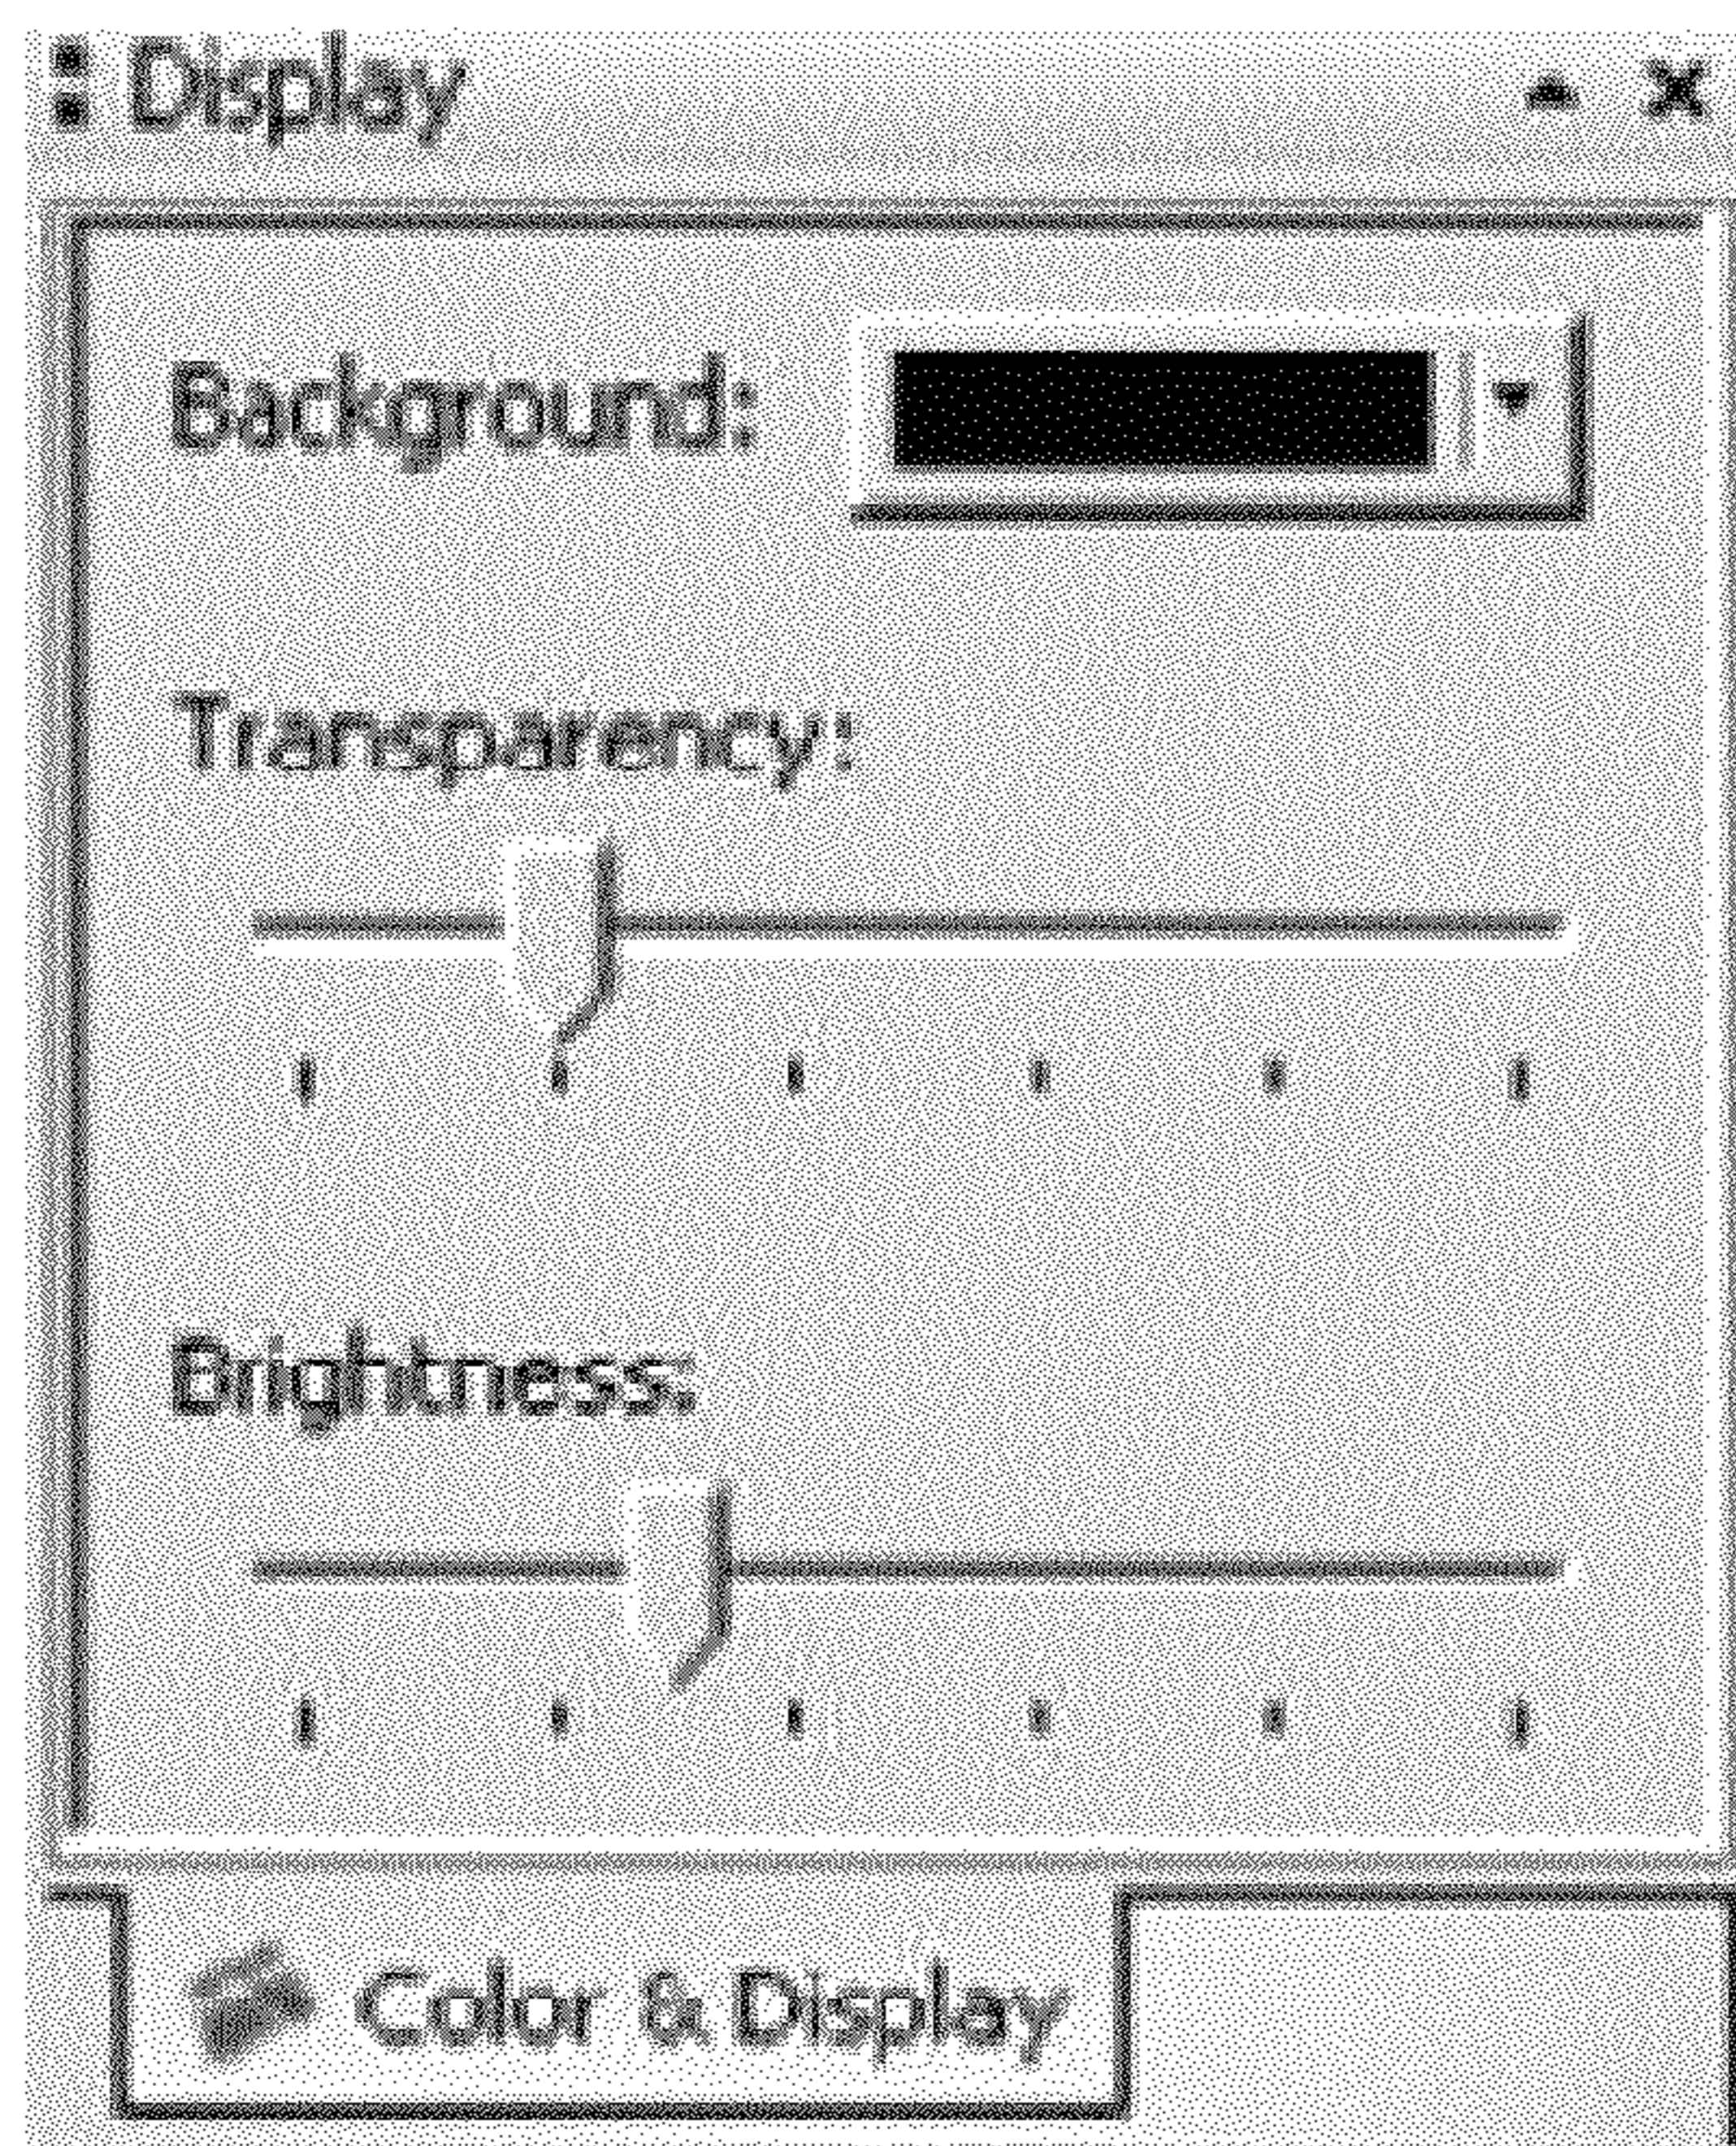 Display
Background:
Transparency:
Brightness:
Color & Display